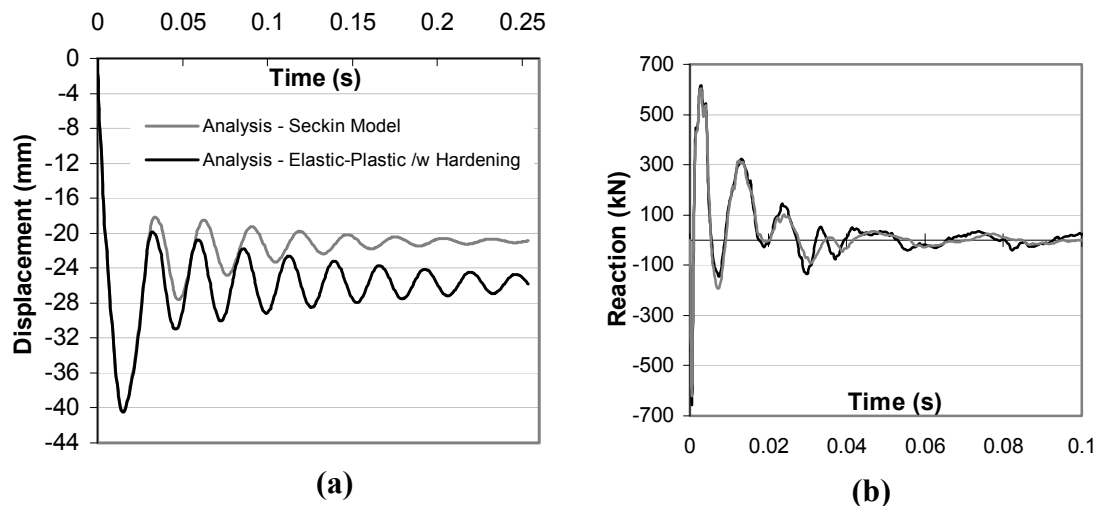 0 0.05 0.1 0.15 0.2 0.25
Time (s)
0
-4
-8
-12
-16
-20
-24
-28
-32
-36
-40
-44
Displacement (mm)
Analysis - Seckin Model
Analysis - Elastic-Plastic /w Hardening
(a)
700
500
300
100
-100
-300
-500
-700
Reaction (kN)
Time (s)
0 0.02 0.04 0.06 0.08 0.1
(b)